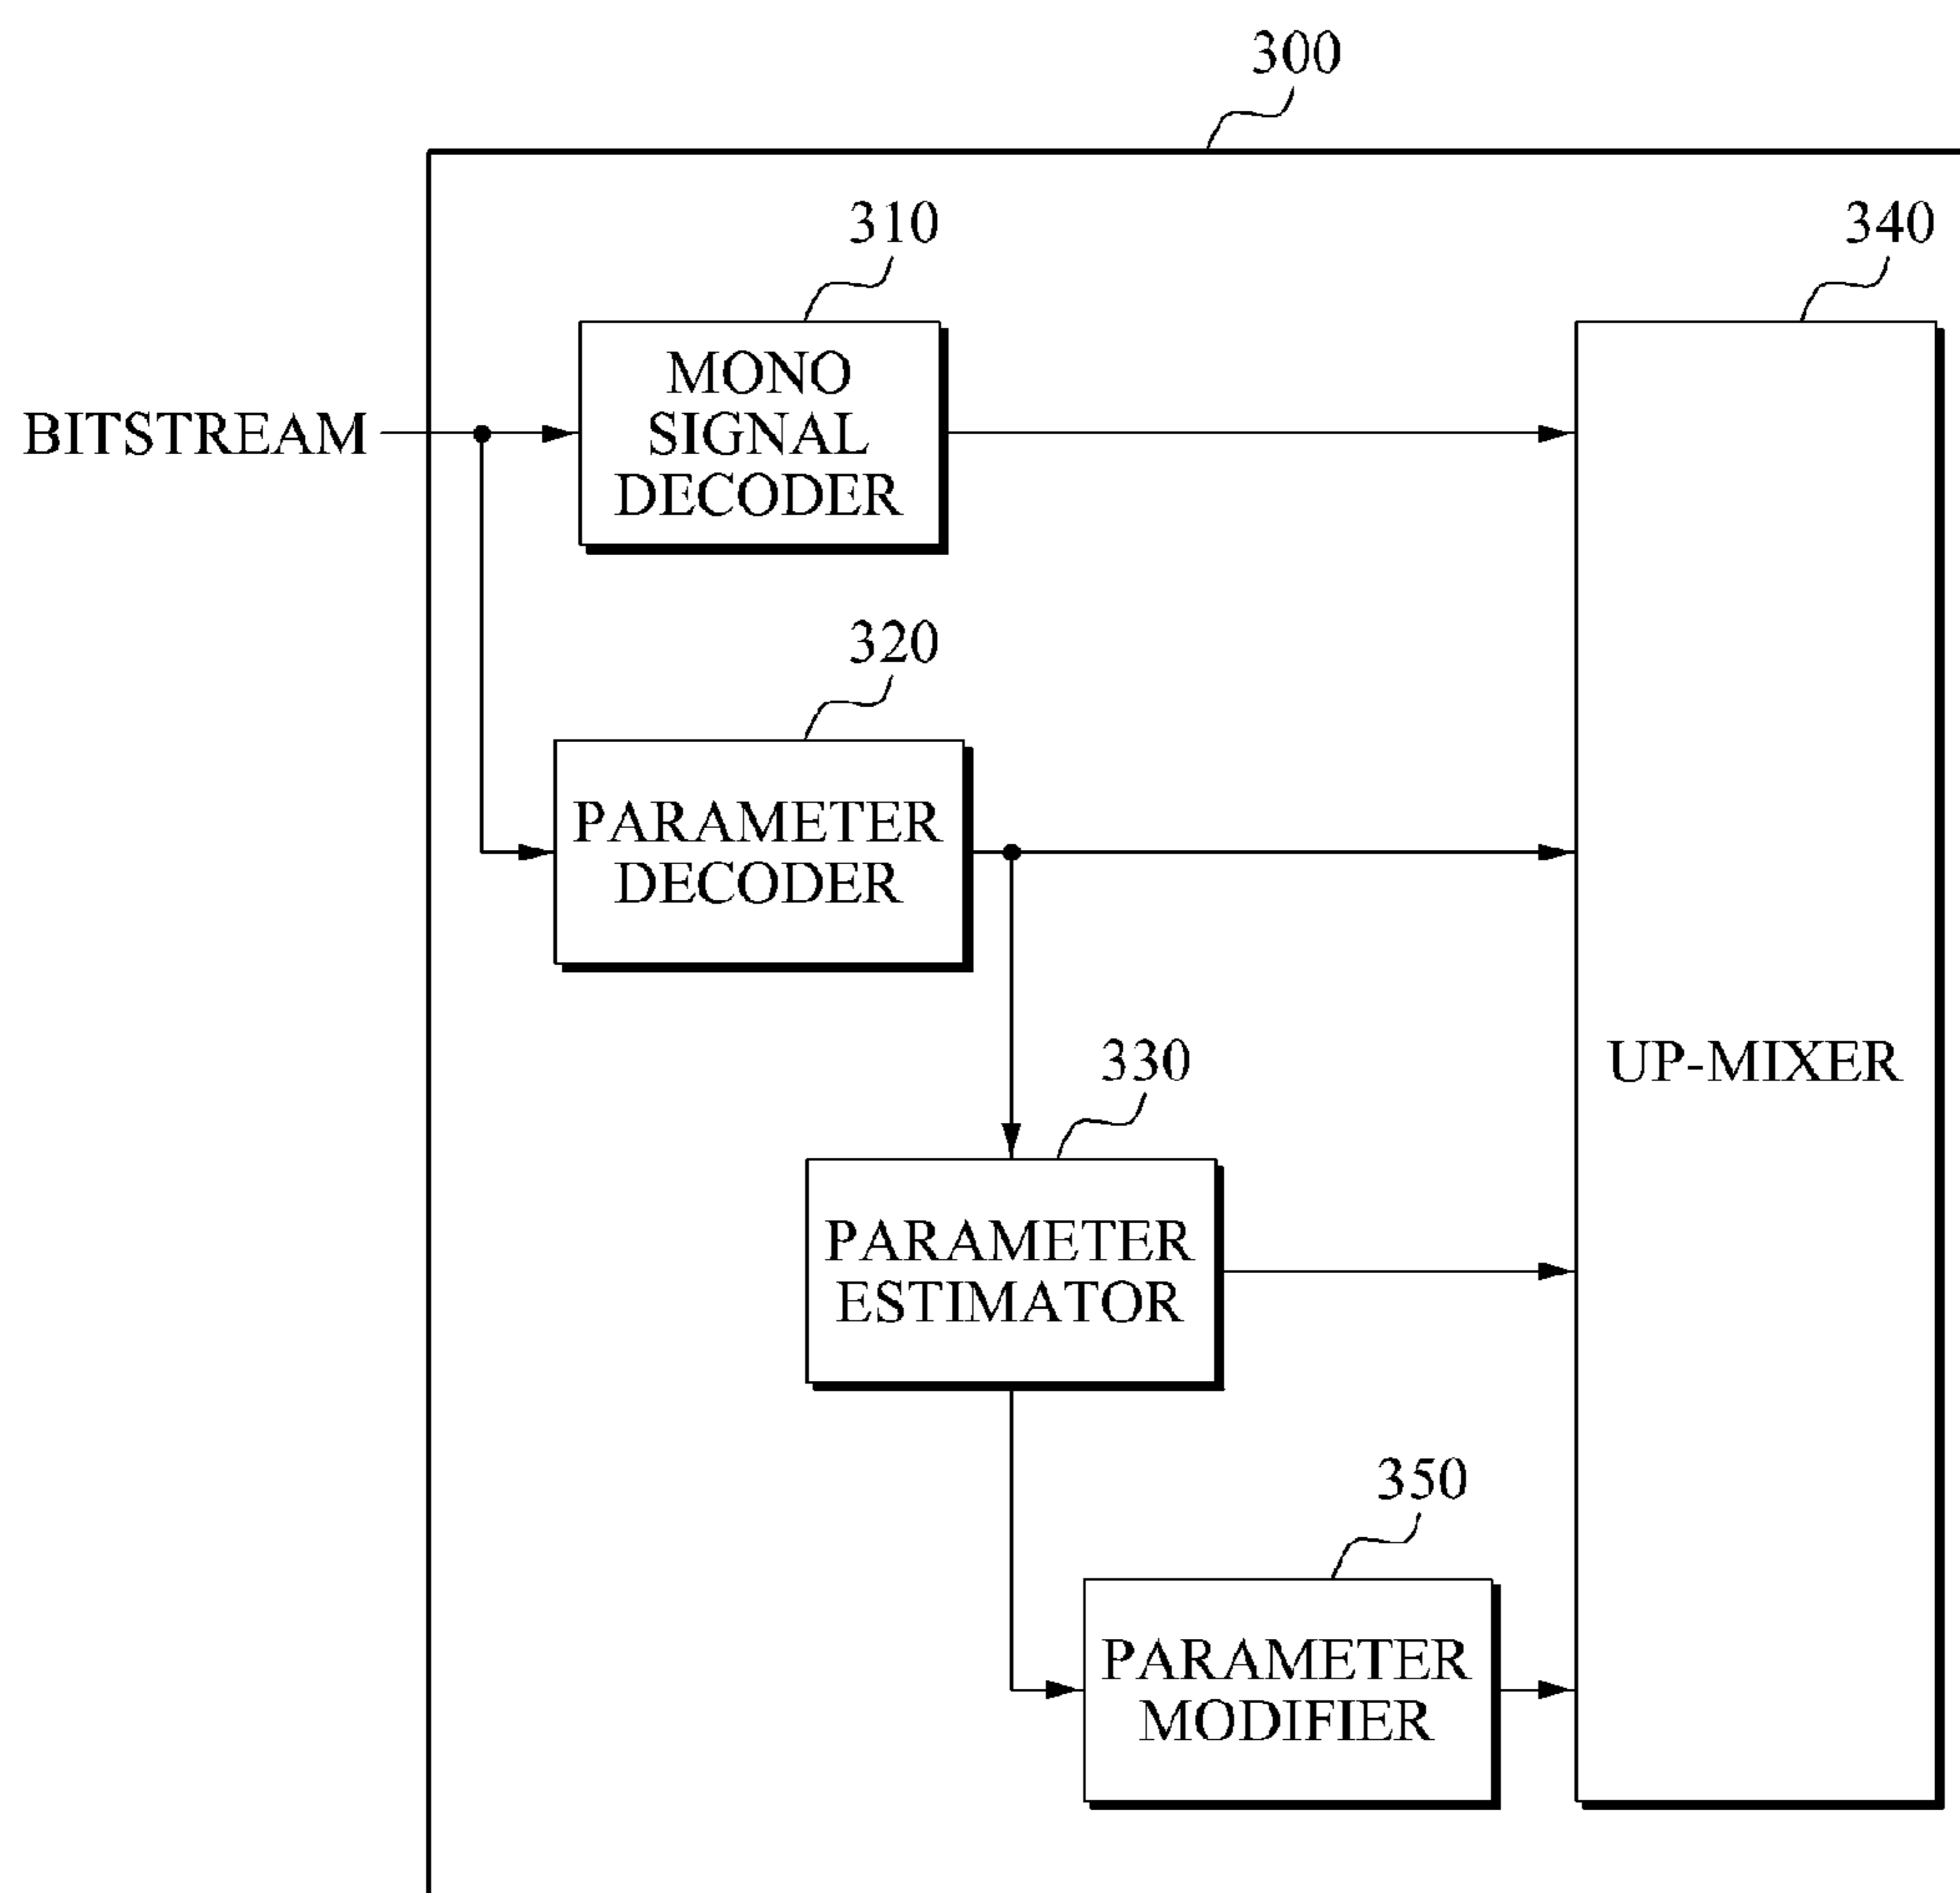 300
310
340
MONO
SIGNAL
DECODER
BITSTREAM
320
PARAMETER
DECODER
330
UP-MIXER
PARAMETER
ESTIMATOR
350
PARAMETER
MODIFIER